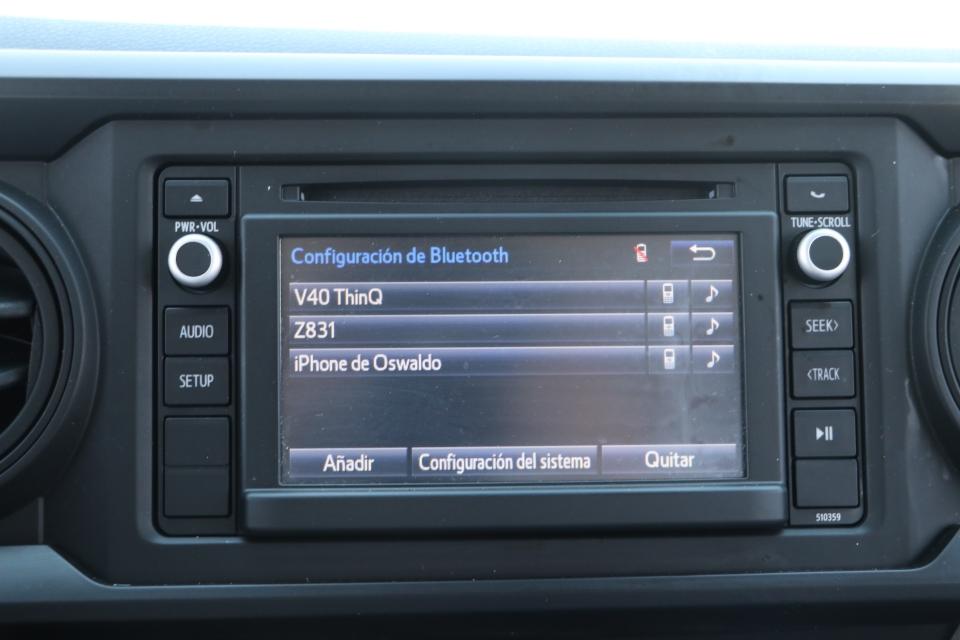 PWR•VOL
AUDIO
SETUP
Configuración de Bluetooth
V40 ThinQ
Z831
iPhone de Oswaldo
Añadir
Configuración del sistema
Quitar
TUNE•SCROLL
SEEK>
<TRACK
510359